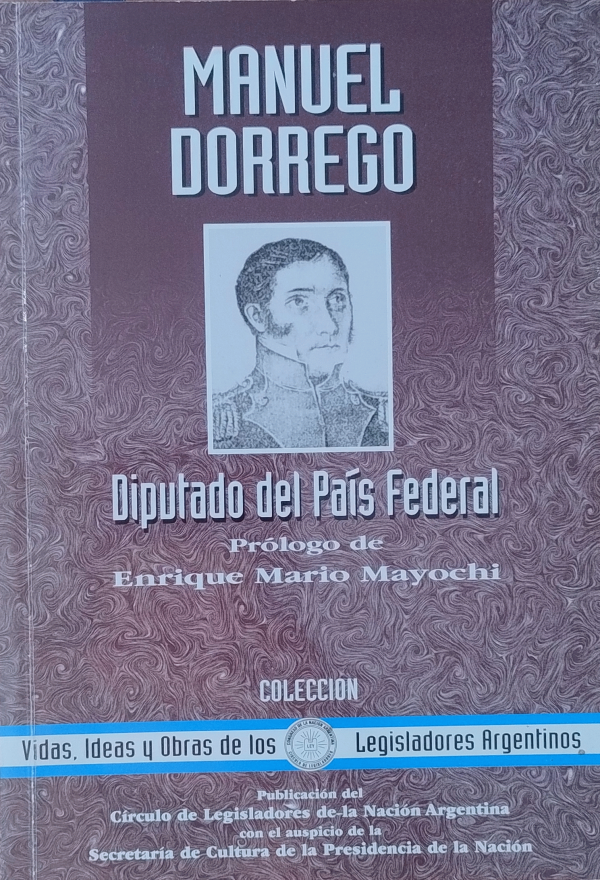 MANUEL
DORREGO
Diputado del País Federal
Prólogo de
Enrique Mario Mayochi
COLECCION
Vidas, Ideas y Obras de los Legisladores Argentinos
Publicación del
Círculo de Legisladores de la Nación Argentina
con el auspicio de la
Secretaría de Cultura de la Presidencia de la Nación